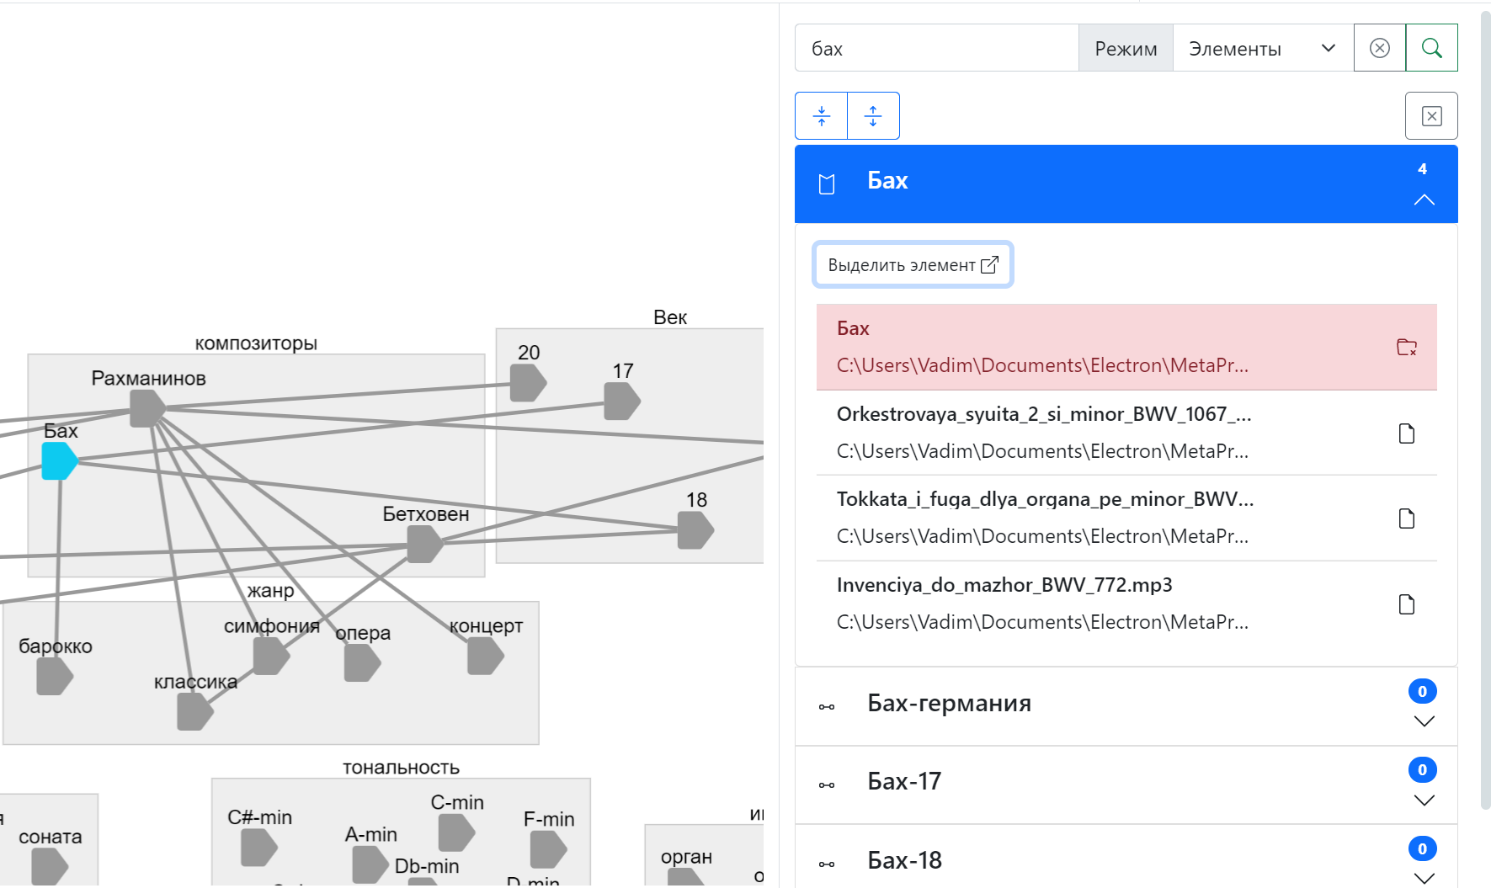 бах
Режим
Элементы
Бах
4
Выделить элемент
Бах
C:\Users\Vadim\Documents\Electron\MetaPr...
Orkestrovaya_syuita_2_si_minor_BWV_1067_...
C:\Users\Vadim\Documents\Electron\MetaPr...
Tokkata_i_fuga_dlya_organa_pe_minor_BWV...
C:\Users\Vadim\Documents\Electron\MetaPr...
Invenciya_do_mazhor_BWV_772.mp3
C:\Users\Vadim\Documents\Electron\MetaPr...
Бах-германия
0
Бах-17
0
Бах-18
0
Век
20
17
18
композиторы
Рахманинов
Бах
Бетховен
жанр
симфония
опера
концерт
барокко
классика
тональность
C#-min
A-min
C-min
Db-min
F-min
D-min
соната
орган